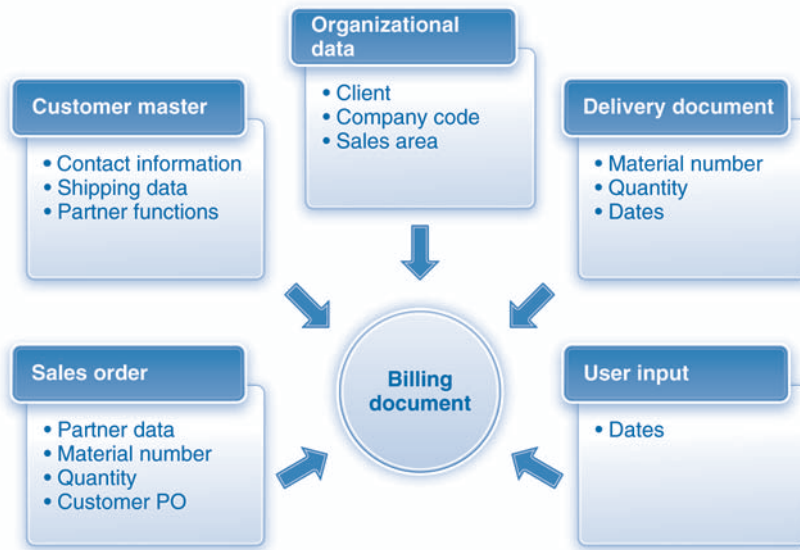 Organizational
data
• Client
• Company code
• Sales area
Customer master
• Contact information
• Shipping data
• Partner functions
Delivery document
• Material number
• Quantity
• Dates
Sales order
• Partner data
• Material number
• Quantity
• Customer PO
Billing
document
User input
• Dates